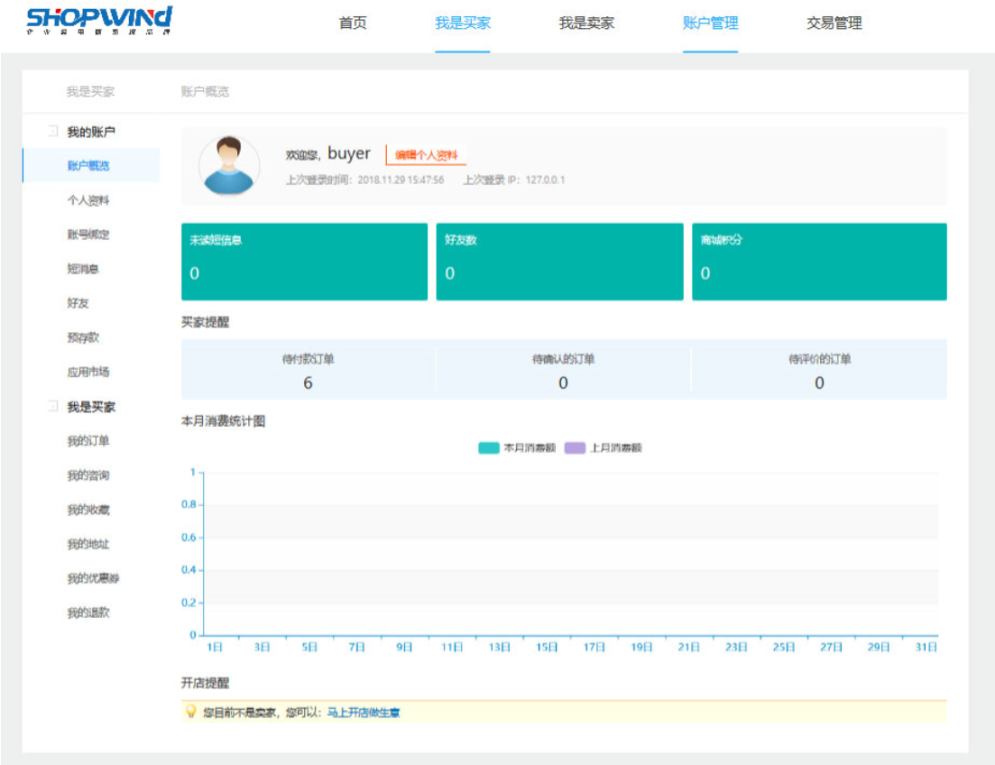 SHOPWIND
首页 我是买家 我是卖家 账户管理 交易管理
我是买家 账户概览
我的账户
账户概览
个人资料
账号绑定
短消息
好友
预存款
应用市场
我是买家
我的订单
我的咨询
我的收藏
我的地址
我的优惠券
我的退款
欢迎您, buyer 编辑个人资料
上次登录时间: 2018.11.29 15:47:56 上次登录 IP: 127.0.0.1
未读短信息 好友数 商城积分
0 0 0
买家提醒
待付款订单 待确认的订单 待评价的订单
6 0 0
本月消费统计图
本月消费额 上月消费额
1
0.8
0.6
0.4
0.2
0
1日 3日 5日 7日 9日 11日 13日 15日 17日 19日 21日 23日 25日 27日 29日 31日
开店提醒
您目前不是卖家, 您可以: 马上开店做生意